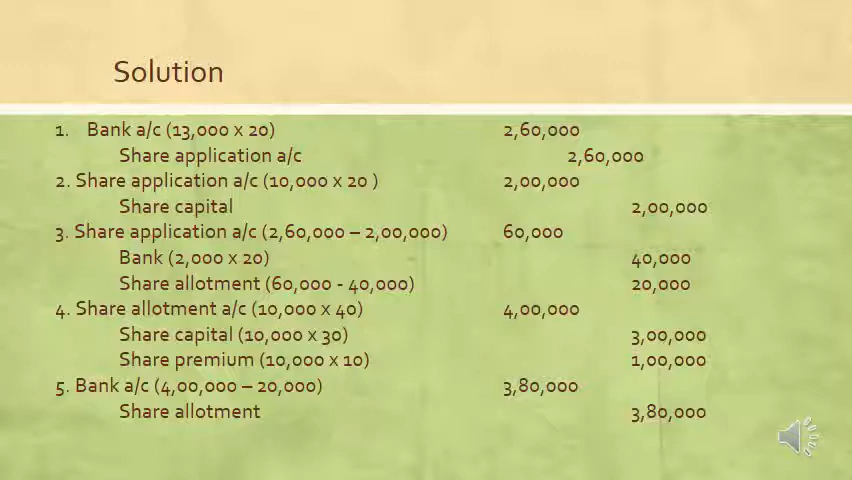 Solution
1. Bank a/c (13,000 x 20) 2,60,000
Share application a/c 2,60,000
2. Share application a/c (10,000 x 20 ) 2,00,000
Share capital 2,00,000
3. Share application a/c (2,60,000 – 2,00,000) 60,000
Bank (2,000 x 20) 40,000
Share allotment (60,000 - 40,000) 20,000
4. Share allotment a/c (10,000 x 40) 4,00,000
Share capital (10,000 x 30) 3,00,000
Share premium (10,000 x 10) 1,00,000
5. Bank a/c (4,00,000 – 20,000) 3,80,000
Share allotment 3,80,000